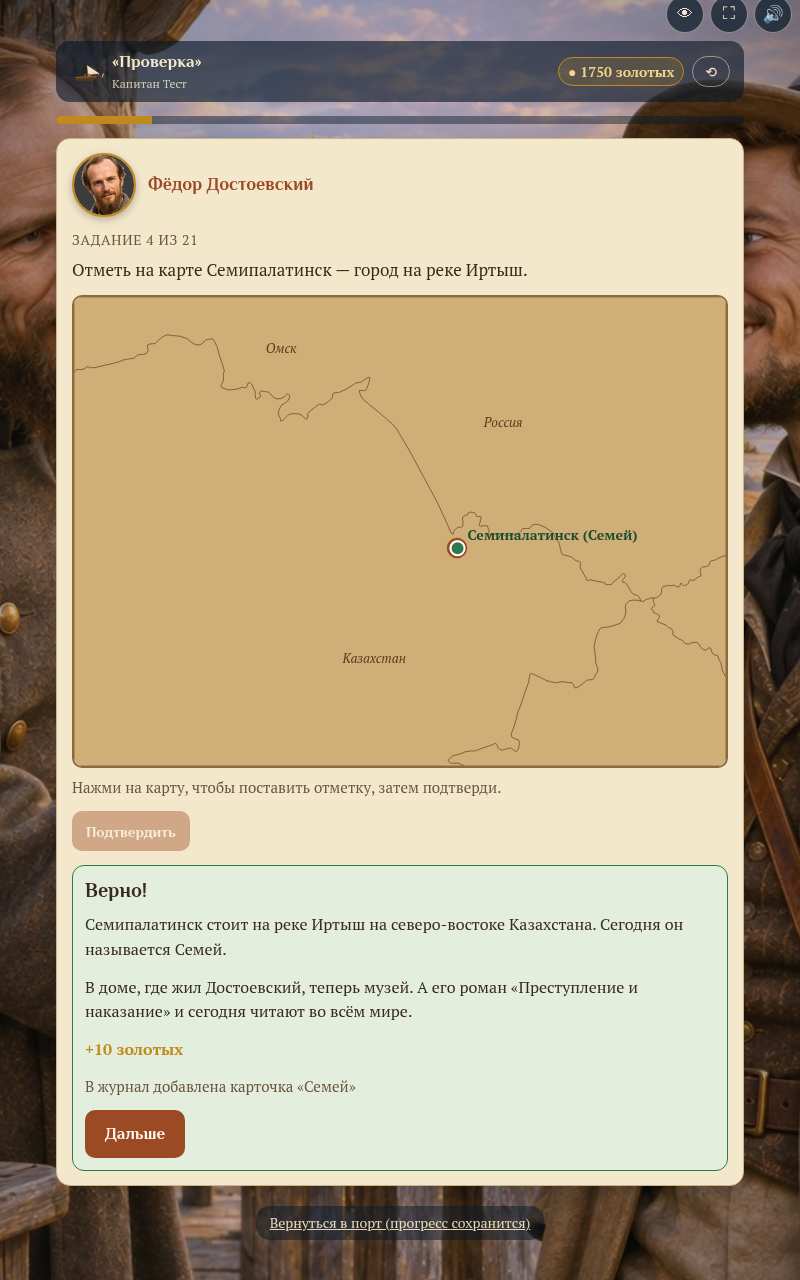 «Проверка»
Капитан Тест
● 1750 золотых
Фёдор Достоевский
ЗАДАНИЕ 4 ИЗ 21
Отметь на карте Семипалатинск — город на реке Иртыш.
Омск
Россия
Семипалатинск (Семей)
Казахстан
Нажми на карту, чтобы поставить отметку, затем подтверди.
Подтвердить
Верно!
Семипалатинск стоит на реке Иртыш на северо-востоке Казахстана. Сегодня он
называется Семей.
В доме, где жил Достоевский, теперь музей. А его роман «Преступление и
наказание» и сегодня читают во всём мире.
+10 золотых
В журнал добавлена карточка «Семей»
Дальше
Вернуться в порт (прогресс сохранится)